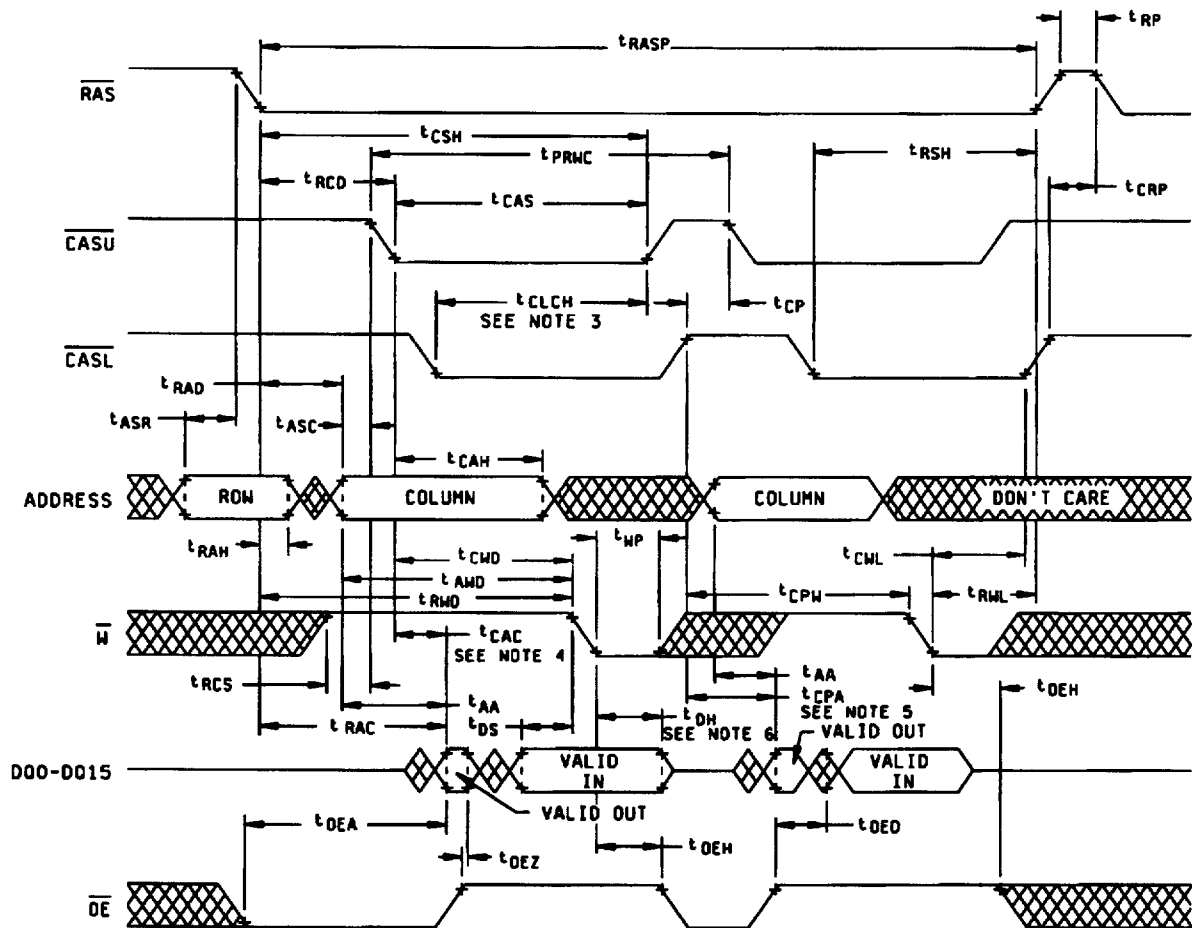 tRP
tRASP
RAS
tCSH
tPRWC
tRSH
tRCD
tCRP
tCAS
CASU
tCLCH
SEE NOTE 3
tCP
CASL
tRAD
tASR
tASC
tCAH
ADDRESS
ROW
COLUMN
COLUMN
DON'T CARE
tRAH
tCWD
tWP
tCWL
tAWD
tRWD
tCPW
tRWL
W
tCAC
SEE NOTE 4
tRCS
tAA
tRAC
tDS
tDH
SEE NOTE 6
tAA
tCPA
SEE NOTE 5
tOEH
VALID OUT
DO0-DO15
VALID
IN
VALID
IN
VALID OUT
tOEA
tOEZ
tOEH
tOED
OE